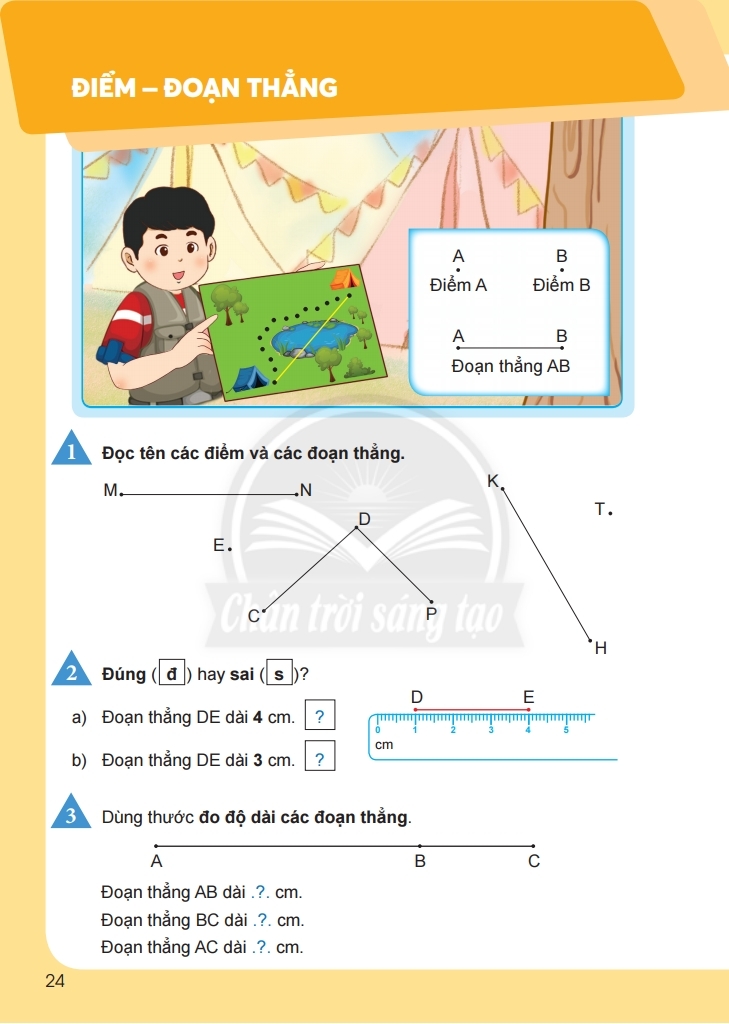 ĐIỂM – ĐOẠN THẲNG
A B
Điểm A Điểm B
A B
Đoạn thẳng AB
1 Đọc tên các điểm và các đoạn thẳng.
M N
K
T
D
E
C
P
H
Chân trời sáng tạo
2 Đúng ( đ ) hay sai ( s )?
D E
a) Đoạn thẳng DE dài 4 cm. ?
0 1 2 3 4 5
cm
b) Đoạn thẳng DE dài 3 cm. ?
3 Dùng thước đo độ dài các đoạn thẳng.
A B C
Đoạn thẳng AB dài .?. cm.
Đoạn thẳng BC dài .?. cm.
Đoạn thẳng AC dài .?. cm.
24